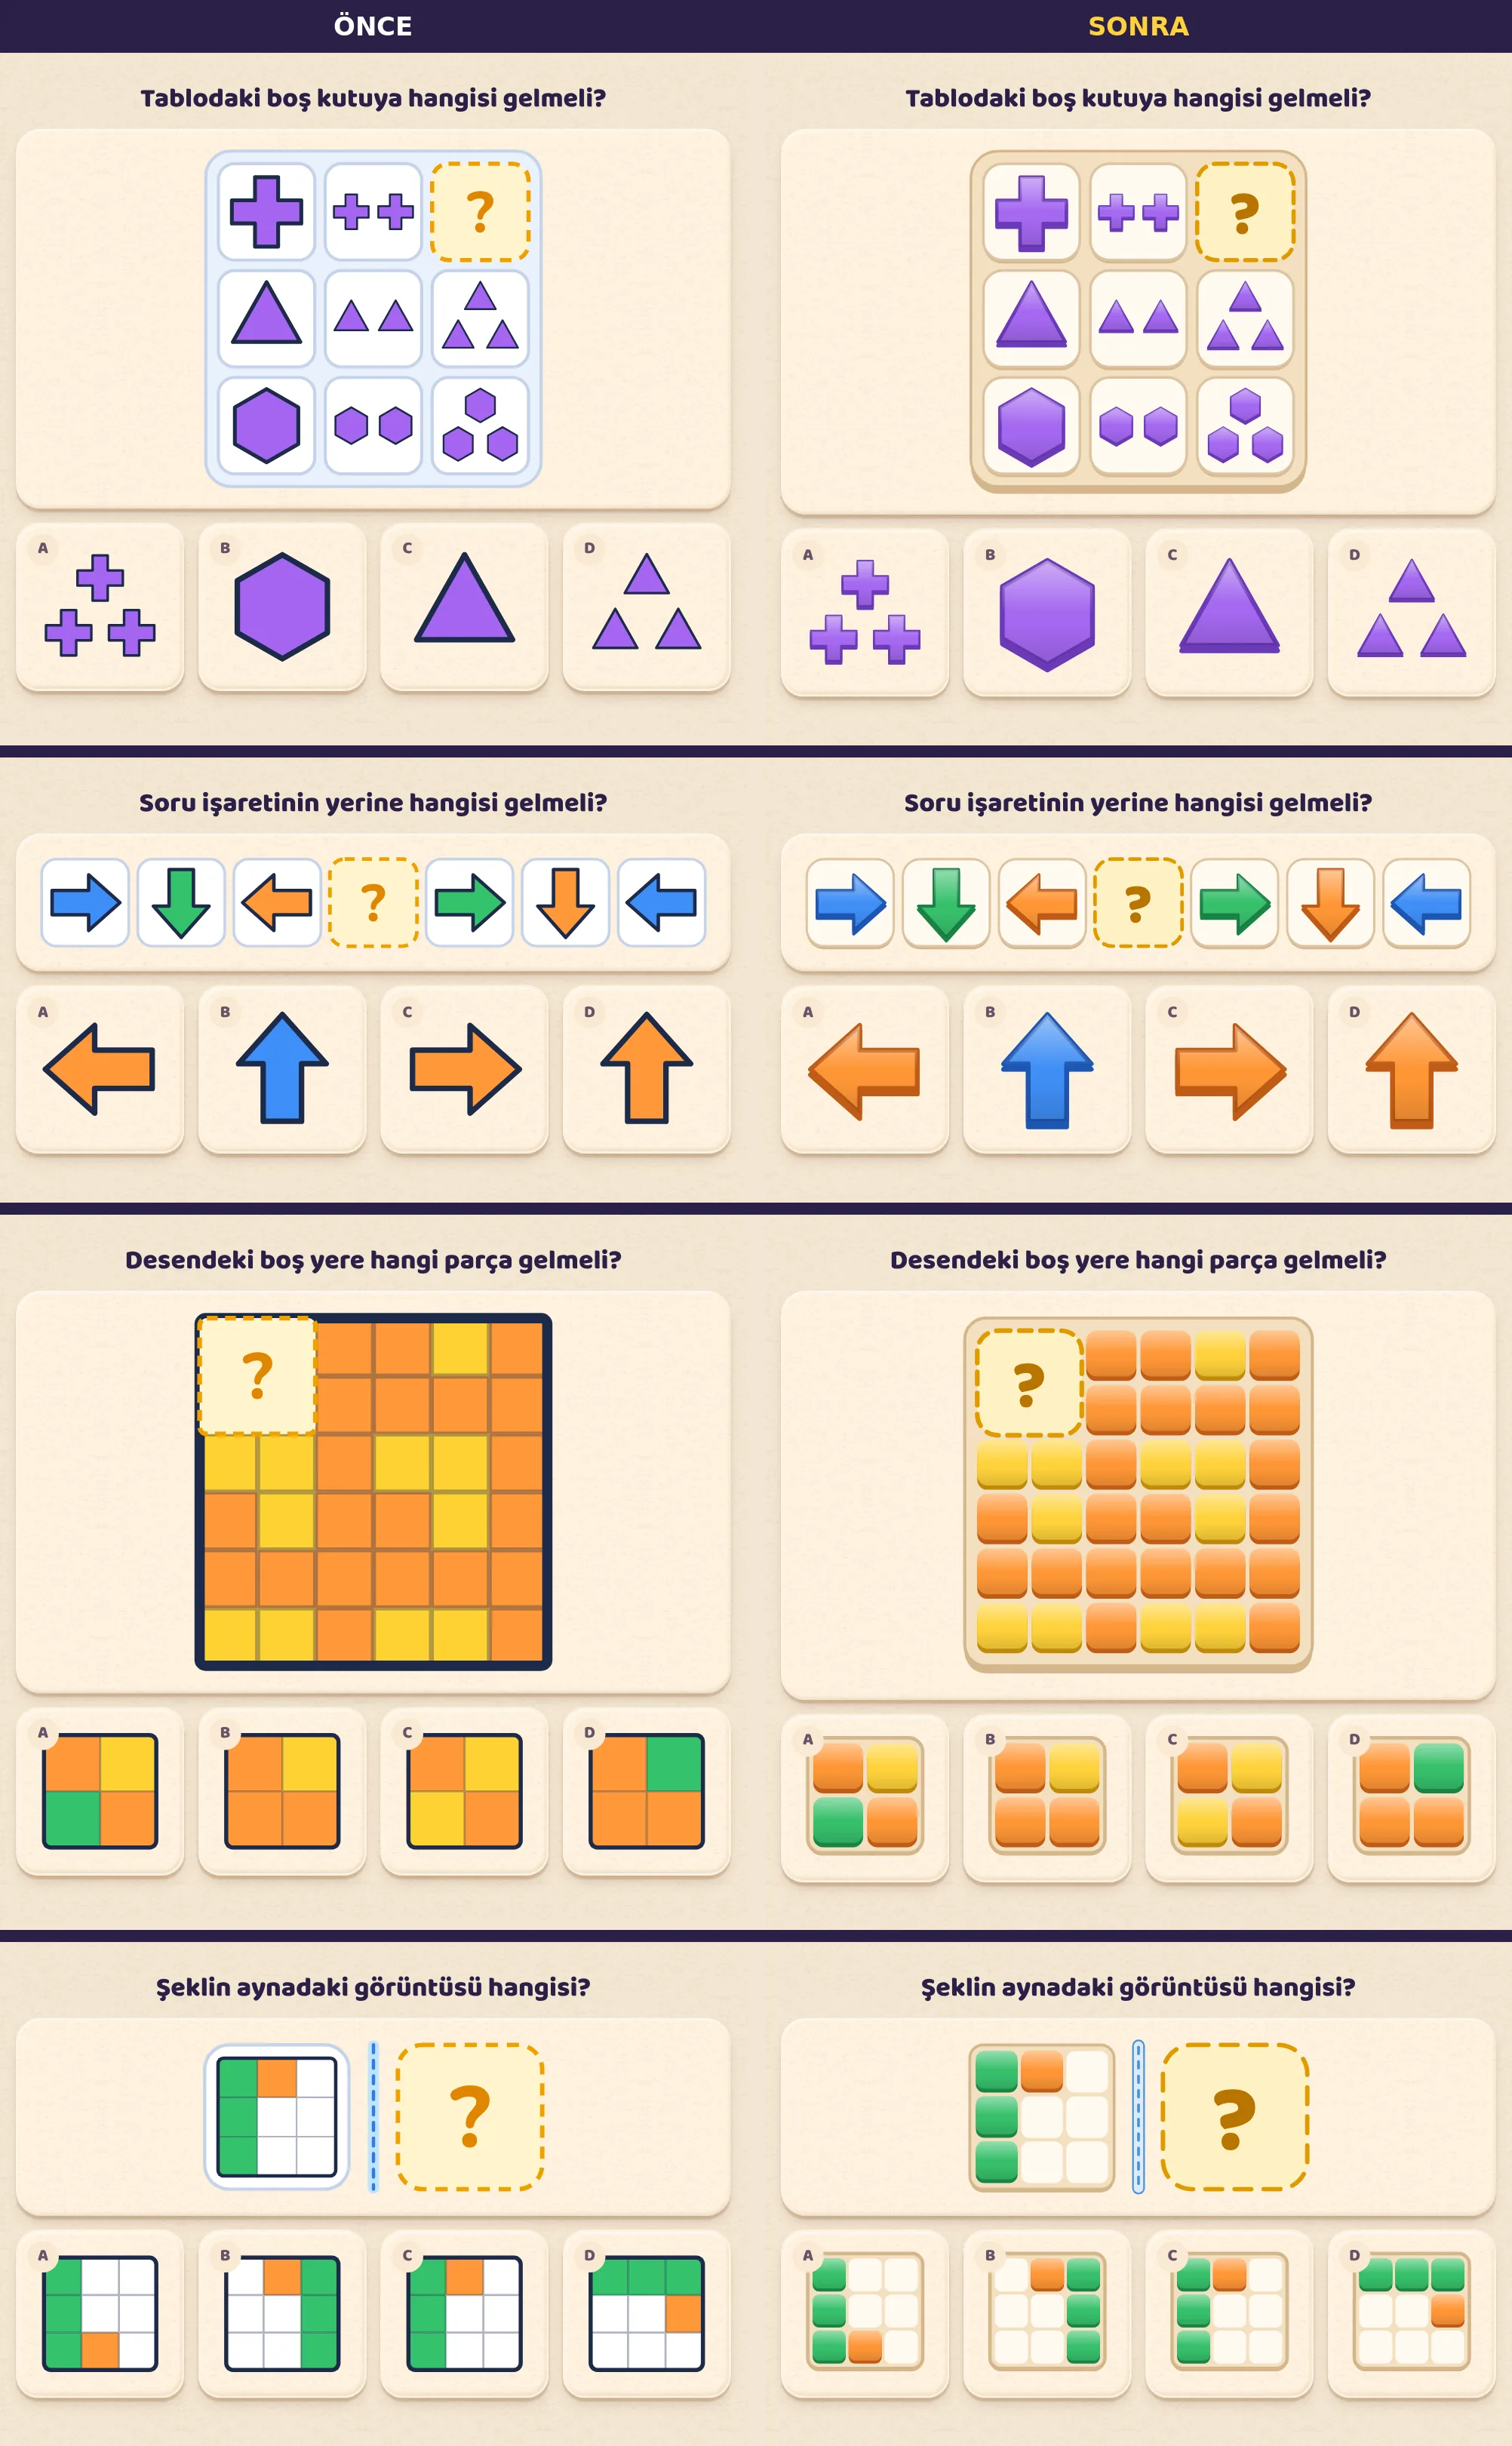 ÖNCE
SONRA
Tablodaki boş kutuya hangisi gelmeli?
Tablodaki boş kutuya hangisi gelmeli?
?
?
A
B
C
D
A
B
C
D
Soru işaretinin yerine hangisi gelmeli?
Soru işaretinin yerine hangisi gelmeli?
?
?
A
B
C
D
A
B
C
D
Desendeki boş yere hangi parça gelmeli?
Desendeki boş yere hangi parça gelmeli?
?
?
A
B
C
D
A
B
C
D
Şeklin aynadaki görüntüsü hangisi?
Şeklin aynadaki görüntüsü hangisi?
?
?
A
B
C
D
A
B
C
D